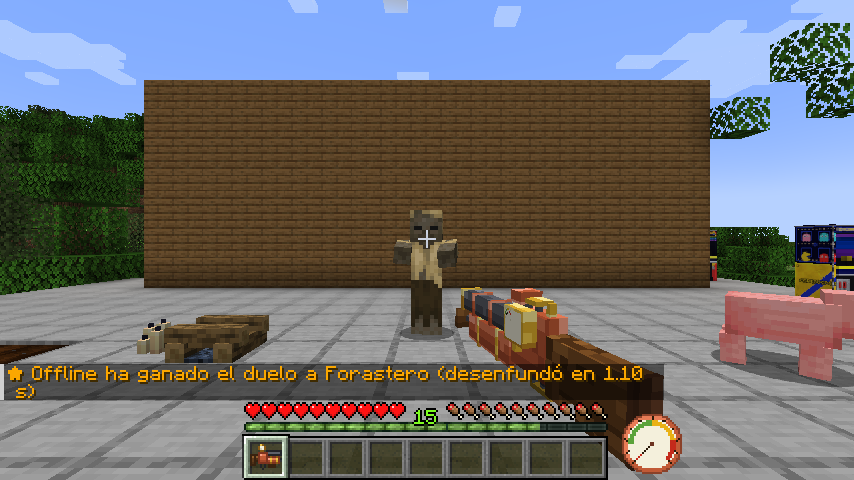 ★ Offline ha ganado el duelo a Forastero (desenfundó en 1.10
s)
15